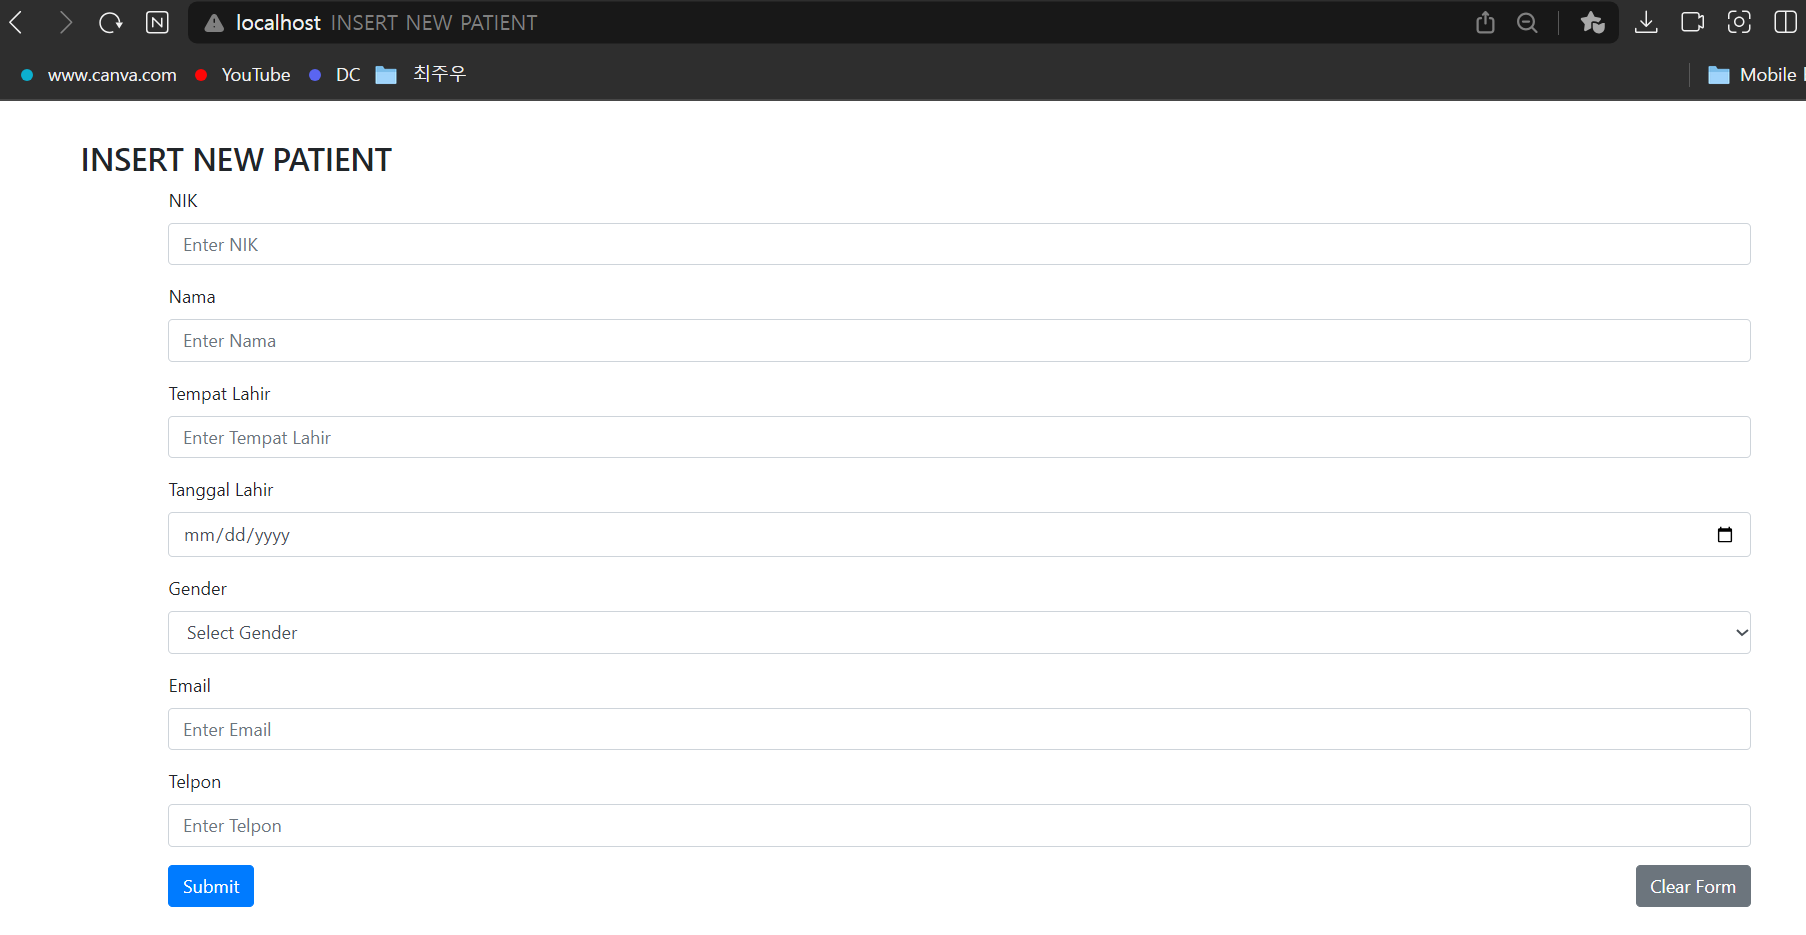 localhost INSERT NEW PATIENT
www.canva.com YouTube DC 최주우 Mobile
INSERT NEW PATIENT
NIK
Enter NIK
Nama
Enter Nama
Tempat Lahir
Enter Tempat Lahir
Tanggal Lahir
mm/dd/yyyy
Gender
Select Gender
Email
Enter Email
Telpon
Enter Telpon
Submit Clear Form